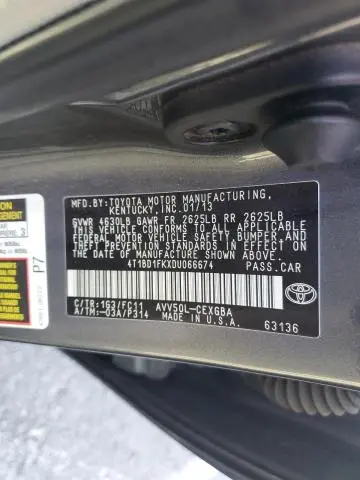 MFD.BY:TOYOTA MOTOR MANUFACTURING,
KENTUCKY,INC.01/13
GVWR 4630LB GAWR FR 2625LB RR 2625LB
THIS VEHICLE CONFORMS TO ALL APPLICABLE
FEDERAL MOTOR VEHICLE SAFETY, BUMPER, AND
THEFT PREVENTION STANDARDS IN EFFECT ON
THE DATE OF MANUFACTURE SHOWN ABOVE.
4T1BD1FKXDU066674 PASS.CAR
C/TR:1G3/FC11 AVV50L-CEXGBA
A/TM:-03A/P314 MADE IN U.S.A.
63136
TOYOTA
P7
3